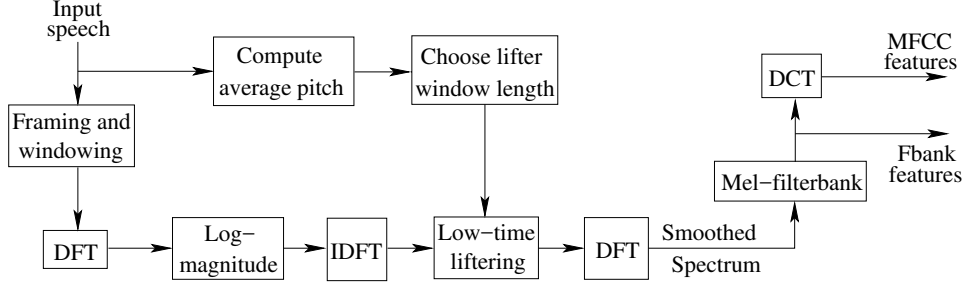 Input
speech
Compute
average pitch
Choose lifter
window length
Framing and
windowing
DFT
Log−
magnitude
IDFT
Low−time
liftering
DFT
Smoothed
Spectrum
Mel−filterbank
DCT
MFCC
features
Fbank
features